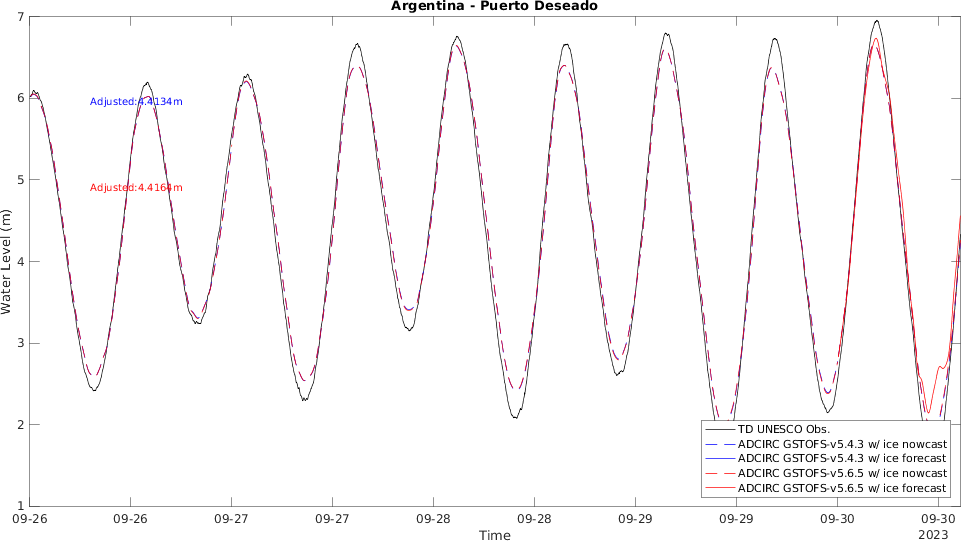 Argentina - Puerto Deseado
7
6
5
4
3
2
1
Water Level (m)
Adjusted:4.4134m
Adjusted:4.4164m
TD UNESCO Obs.
ADCIRC GSTOFS-v5.4.3 w/ ice nowcast
ADCIRC GSTOFS-v5.4.3 w/ ice forecast
ADCIRC GSTOFS-v5.6.5 w/ ice nowcast
ADCIRC GSTOFS-v5.6.5 w/ ice forecast
09-26 09-26 09-27 09-27 09-28 09-28 09-29 09-29 09-30 09-30
2023
Time